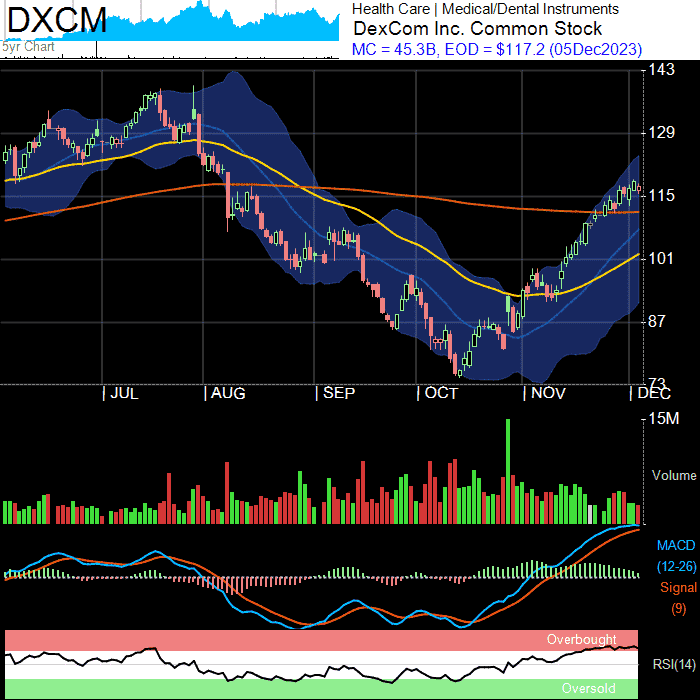 DXCM
5yr Chart
Health Care | Medical/Dental Instruments
DexCom Inc. Common Stock
MC = 45.3B, EOD = $117.2 (05Dec2023)
143
129
115
101
87
73
JUL
AUG
SEP
OCT
NOV
DEC
15M
Volume
MACD
(12-26)
Signal
(9)
Overbought
RSI(14)
Oversold